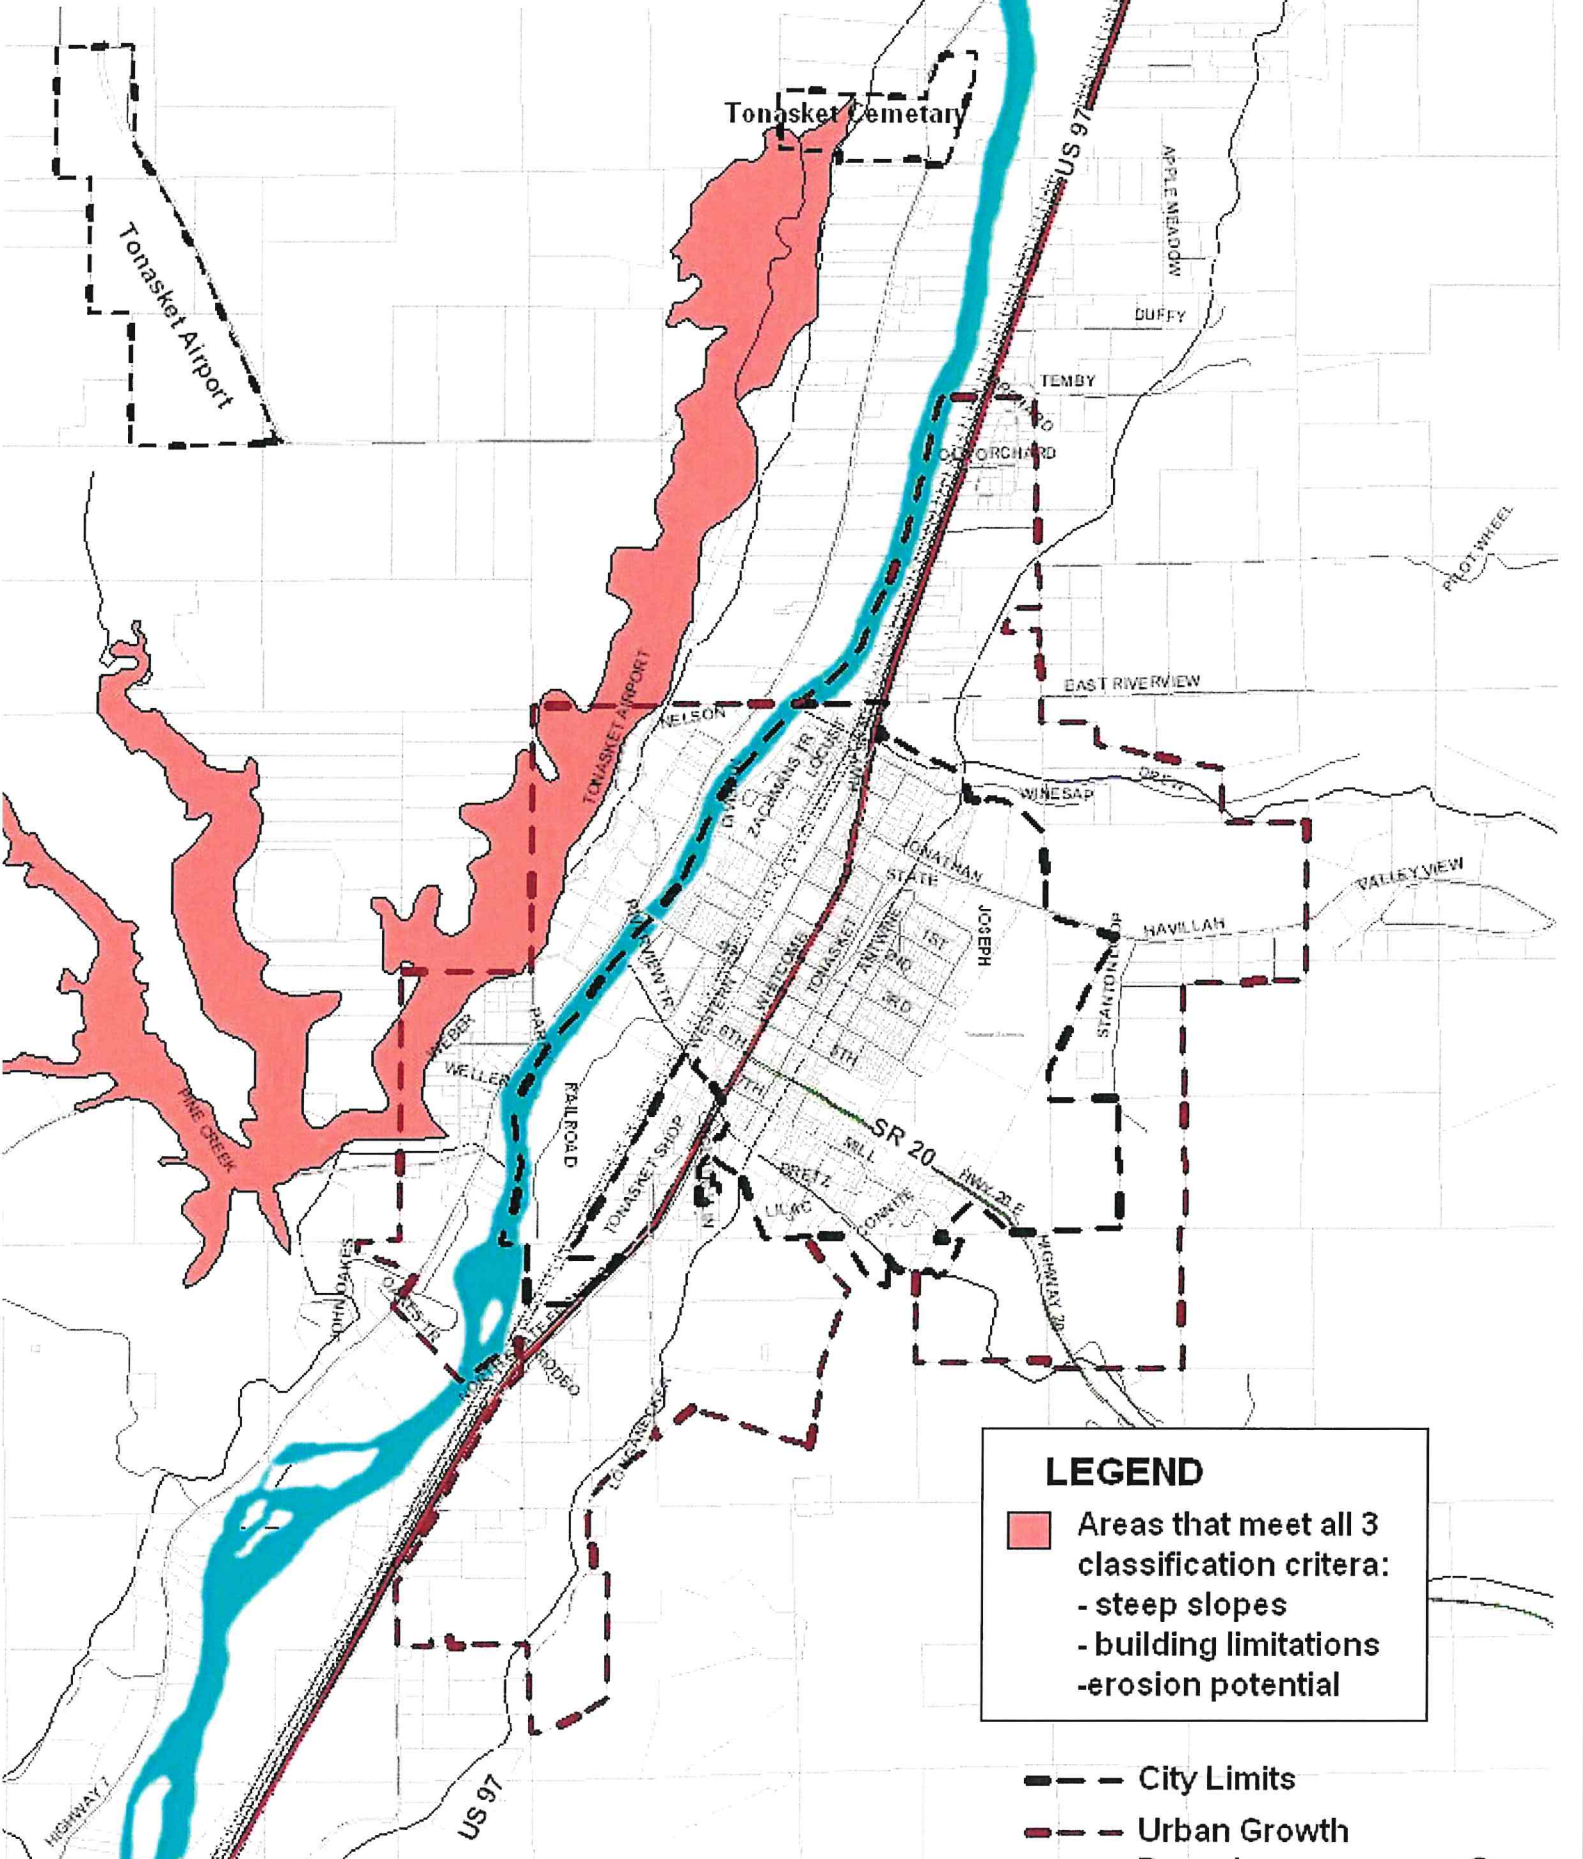 Tonasket Cemetary
US 97
APPLE MEADOW
Tonasket Airport
DUFFY
TEMBY
OLD ORCHARD
PILOT WHEEL
EAST RIVERVIEW
TONASKET AIRPORT
NELSON
LOCUST
ZACHMANS TR
WINESAP
JONATHAN
STATE
VALLEY VIEW
HAVILLAH
JOSEPH
1ST
2ND
3RD
ANTWINE
TONASKET
WHITCOMB
WESTERN
RIVERVIEW TR
STANTON LOOP
WEBER
WELLER
5TH
6TH
7TH
RAILROAD
PINE CREEK
TONASKET SHOP
SR 20
MILL
BRETZ
HWY 20 E
LILAC
CONNIE
HIGHWAY 20
JOHN OAKES
OAKES TR
RODEO
LONGANECKER
LEGEND
Areas that meet all 3
classification critera:
- steep slopes
- building limitations
-erosion potential
City Limits
Urban Growth
HIGHWAY 7
US 97